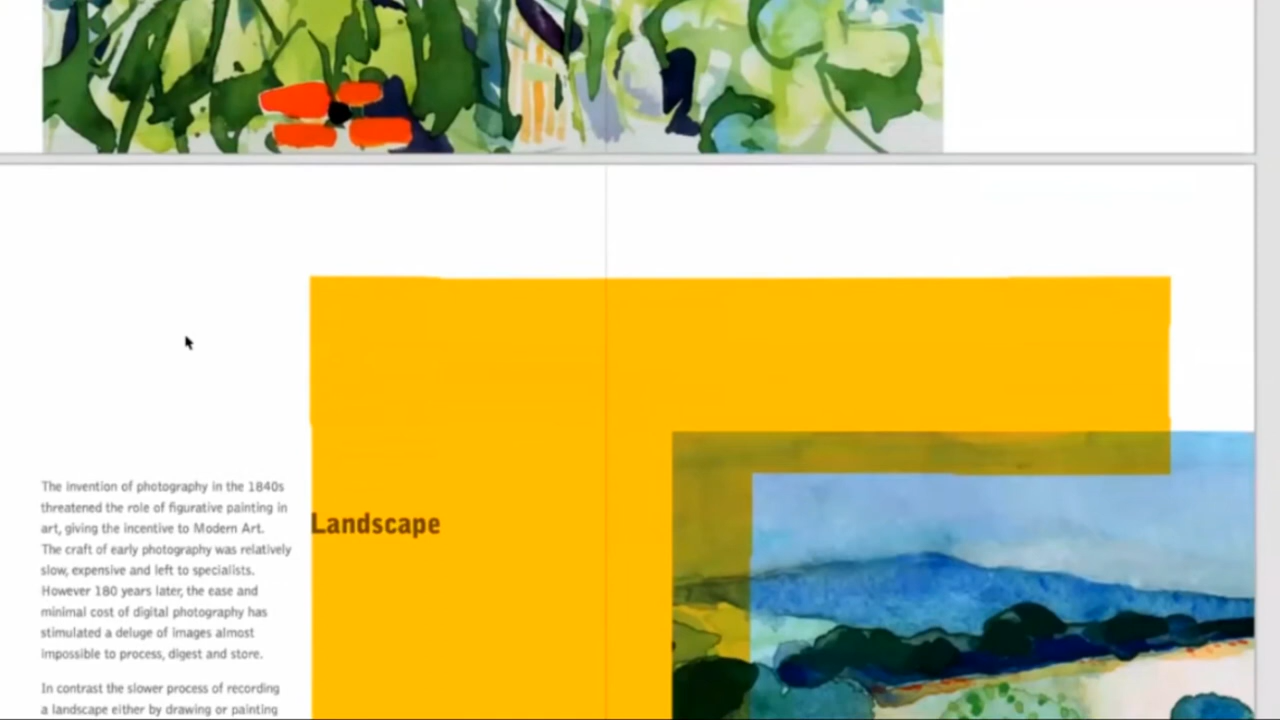 The invention of photography in the 1840s
threatened the role of figurative painting in
art, giving the incentive to Modern Art.
The craft of early photography was relatively
slow, expensive and left to specialists.
However 180 years later, the ease and
minimal cost of digital photography has
stimulated a deluge of images almost
impossible to process, digest and store.
In contrast the slower process of recording
a landscape either by drawing or painting
Landscape